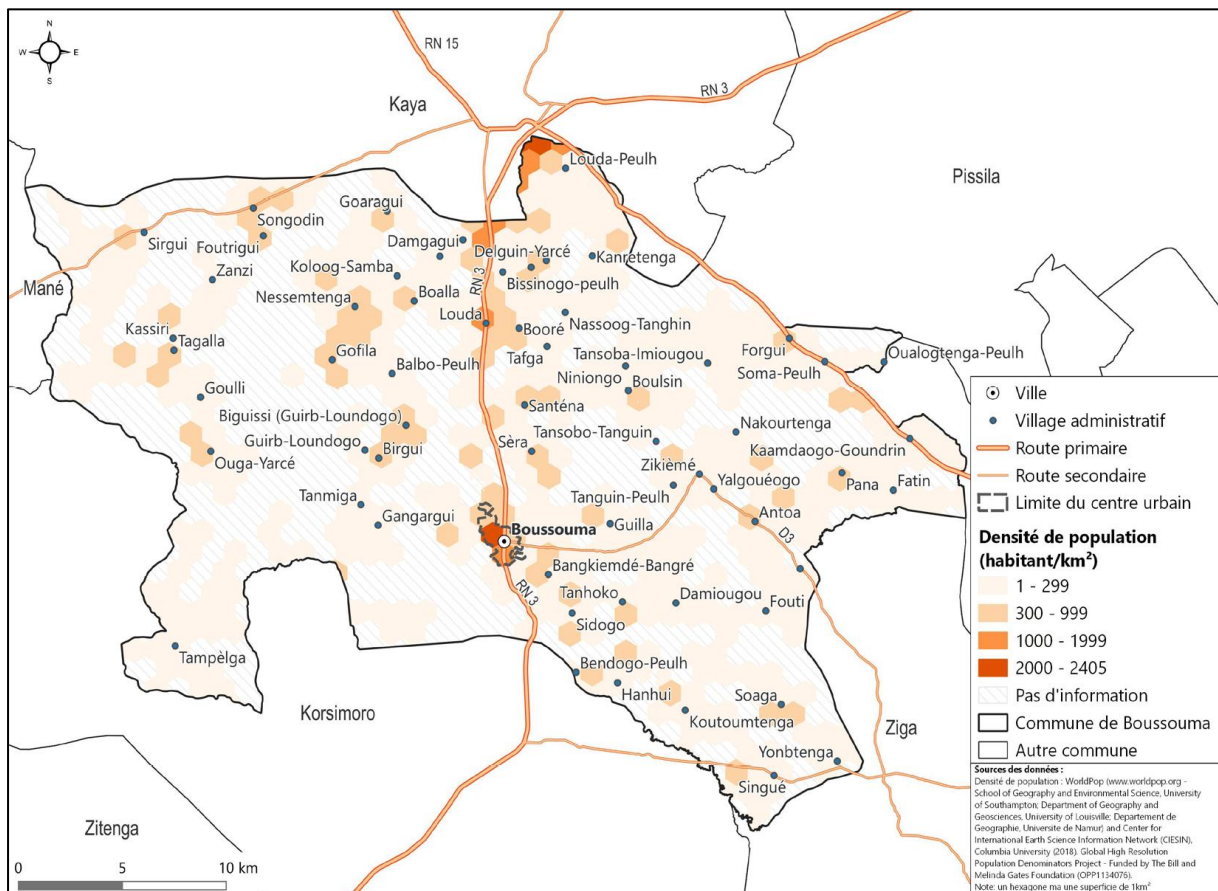 N
W
E
S
RN 15
RN 3
Kaya
Pissila
Louda-Peulh
Goaragui
Songodin
Sirgui
Foutrigui
Damgagui
Delguin-Yarcé
Kanretenga
Zanzi
Koloog-Samba
RN 3
Bissinogo-peulh
Mané
Nessemtenga
Boalla
Louda
Booré
Nassoog-Tanghin
Kassiri
Tagalla
Tafga
Tansoba-Imiougou
Forgui
Oualogtenga-Peulh
Gofila
Balbo-Peulh
Soma-Peulh
Niniongo
Boulsin
Goulli
Biguissi (Guirb-Loundogo)
Santéna
Nakourtenga
Guirb-Loundogo
Birgui
Sèra
Tansobo-Tanguin
Kaamdaogo-Goundrin
Ouga-Yarcé
Zikièmé
Yalgouéogo
Pana
Fatin
Tanmiga
Tanguin-Peulh
Gangargui
Guilla
Antoa
Boussouma
D3
Bangkiemdé-Bangré
RN 3
Tanhoko
Damiougou
Fouti
Sidogo
Tampèlga
Bendogo-Peulh
Hanhui
Soaga
Korsimoro
Koutoumtenga
Ziga
Yonbtenga
Singué
Zitenga
0
5
10 km
Ville
Village administratif
Route primaire
Route secondaire
Limite du centre urbain
Densité de population
(habitant/km²)
1 - 299
300 - 999
1000 - 1999
2000 - 2405
Pas d'information
Commune de Boussouma
Autre commune
Sources des données :
Densité de population : WorldPop (www.worldpop.org -
School of Geography and Environmental Science, University
of Southampton; Department of Geography and
Geosciences, University of Louisville; Departement de
Geographie, Universite de Namur) and Center for
International Earth Science Information Network (CIESIN),
Columbia University (2018). Global High Resolution
Population Denominators Project - Funded by The Bill and
Melinda Gates Foundation (OPP1134076).
Note: un hexagone ma une superficie de 1km²